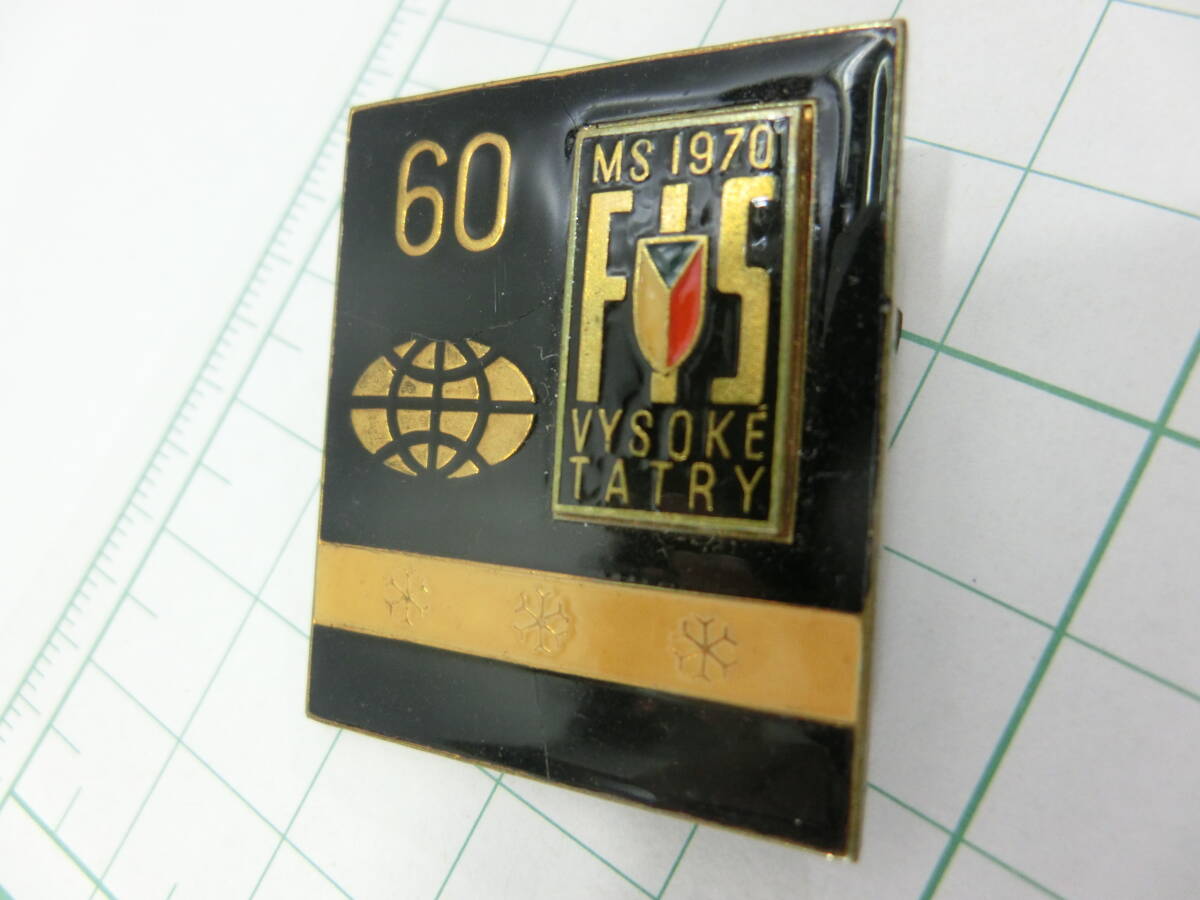 60
MS 1970
FIS
VYSOKÉ
TATRY